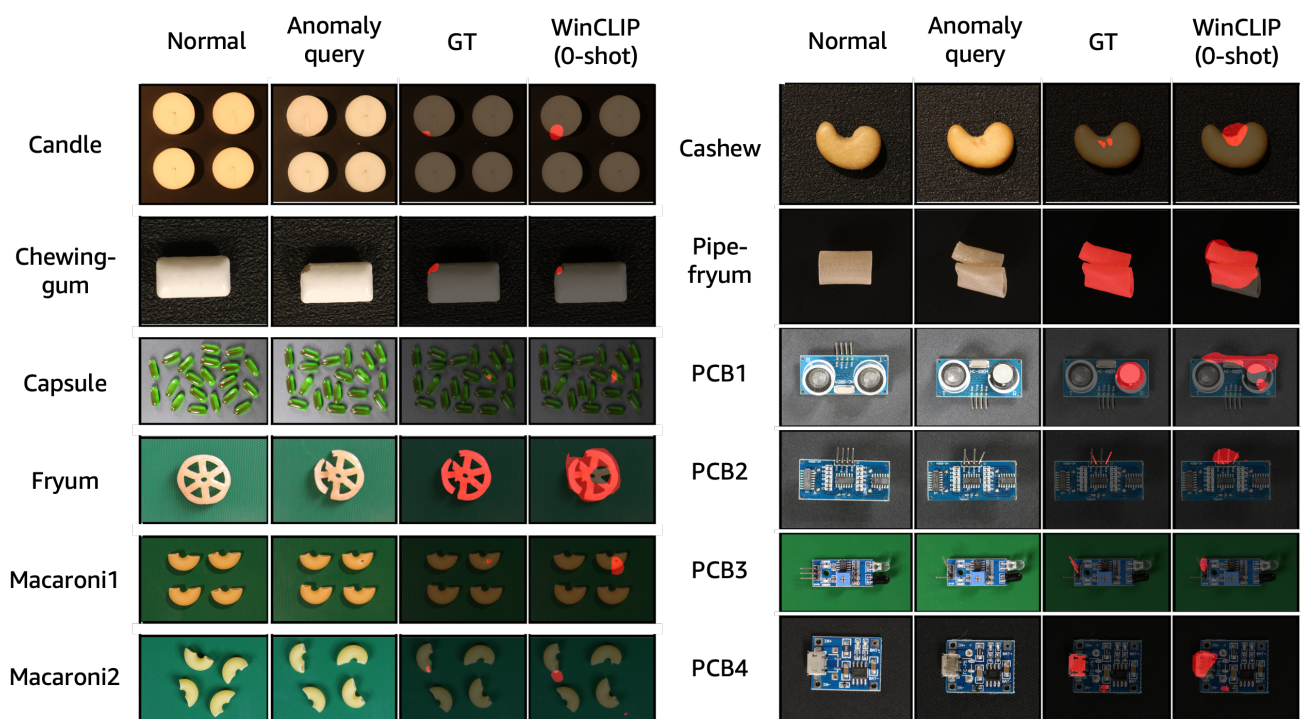 Normal
Anomaly
query
GT
WinCLIP
(0-shot)
Candle
Chewing-
gum
Capsule
Fryum
Macaroni1
Macaroni2
Normal
Anomaly
query
GT
WinCLIP
(0-shot)
Cashew
Pipe-
fryum
PCB1
PCB2
PCB3
PCB4